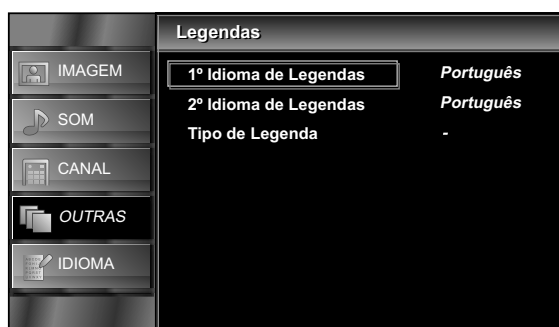 Legendas
IMAGEM
SOM
CANAL
OUTRAS
IDIOMA
1º Idioma de Legendas Português
2º Idioma de Legendas Português
Tipo de Legenda -